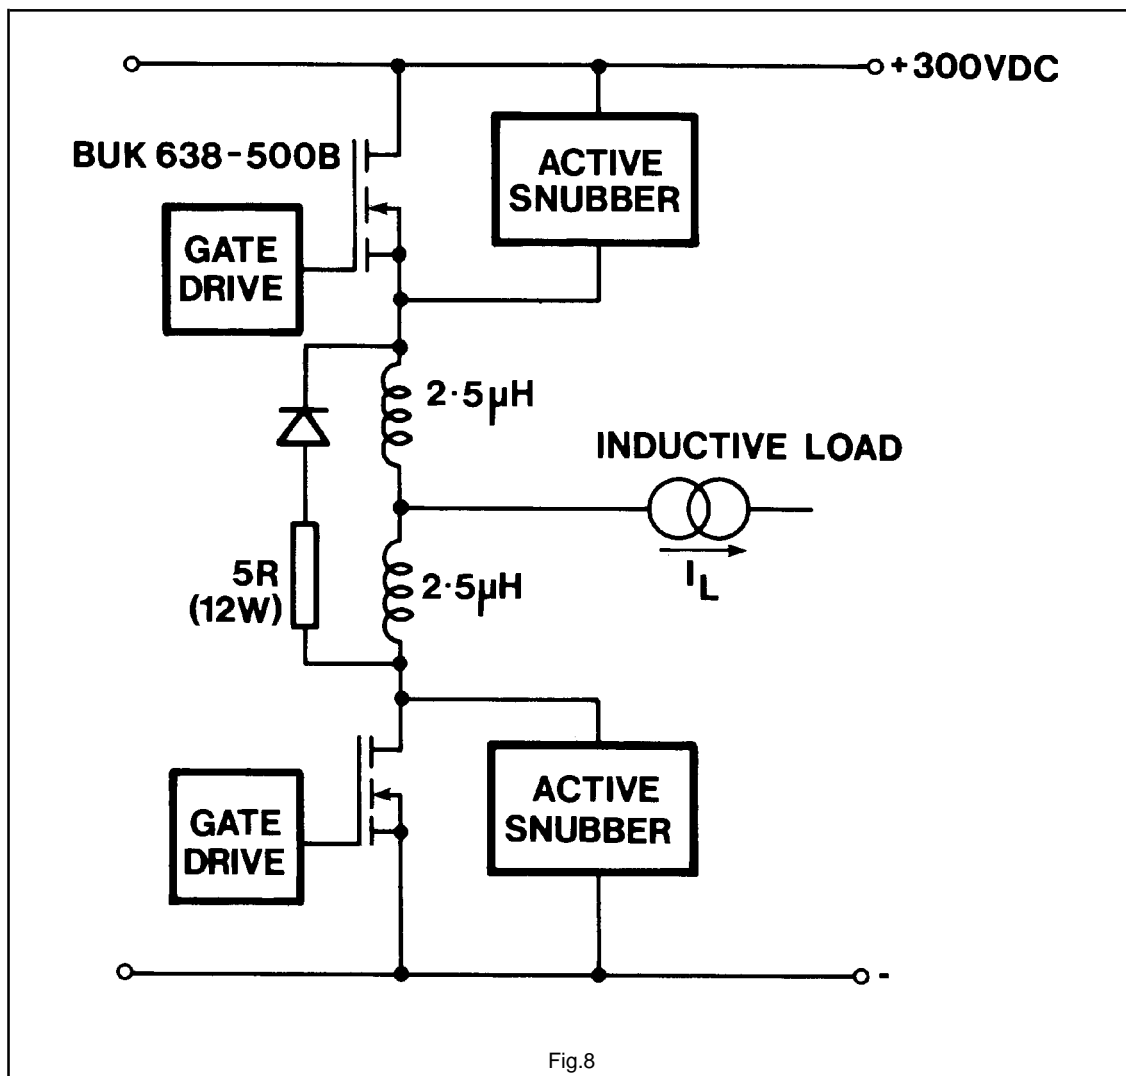 +300VDC
BUK 638-500B
ACTIVE
SNUBBER
GATE
DRIVE
2·5µH
INDUCTIVE LOAD
5R
(12W)
2·5µH
I_L
GATE
DRIVE
ACTIVE
SNUBBER
-
Fig.8